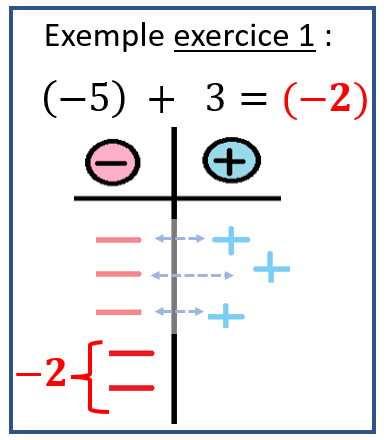 Exemple exercice 1 :
(−5) + 3 = (−2)
− +
−2